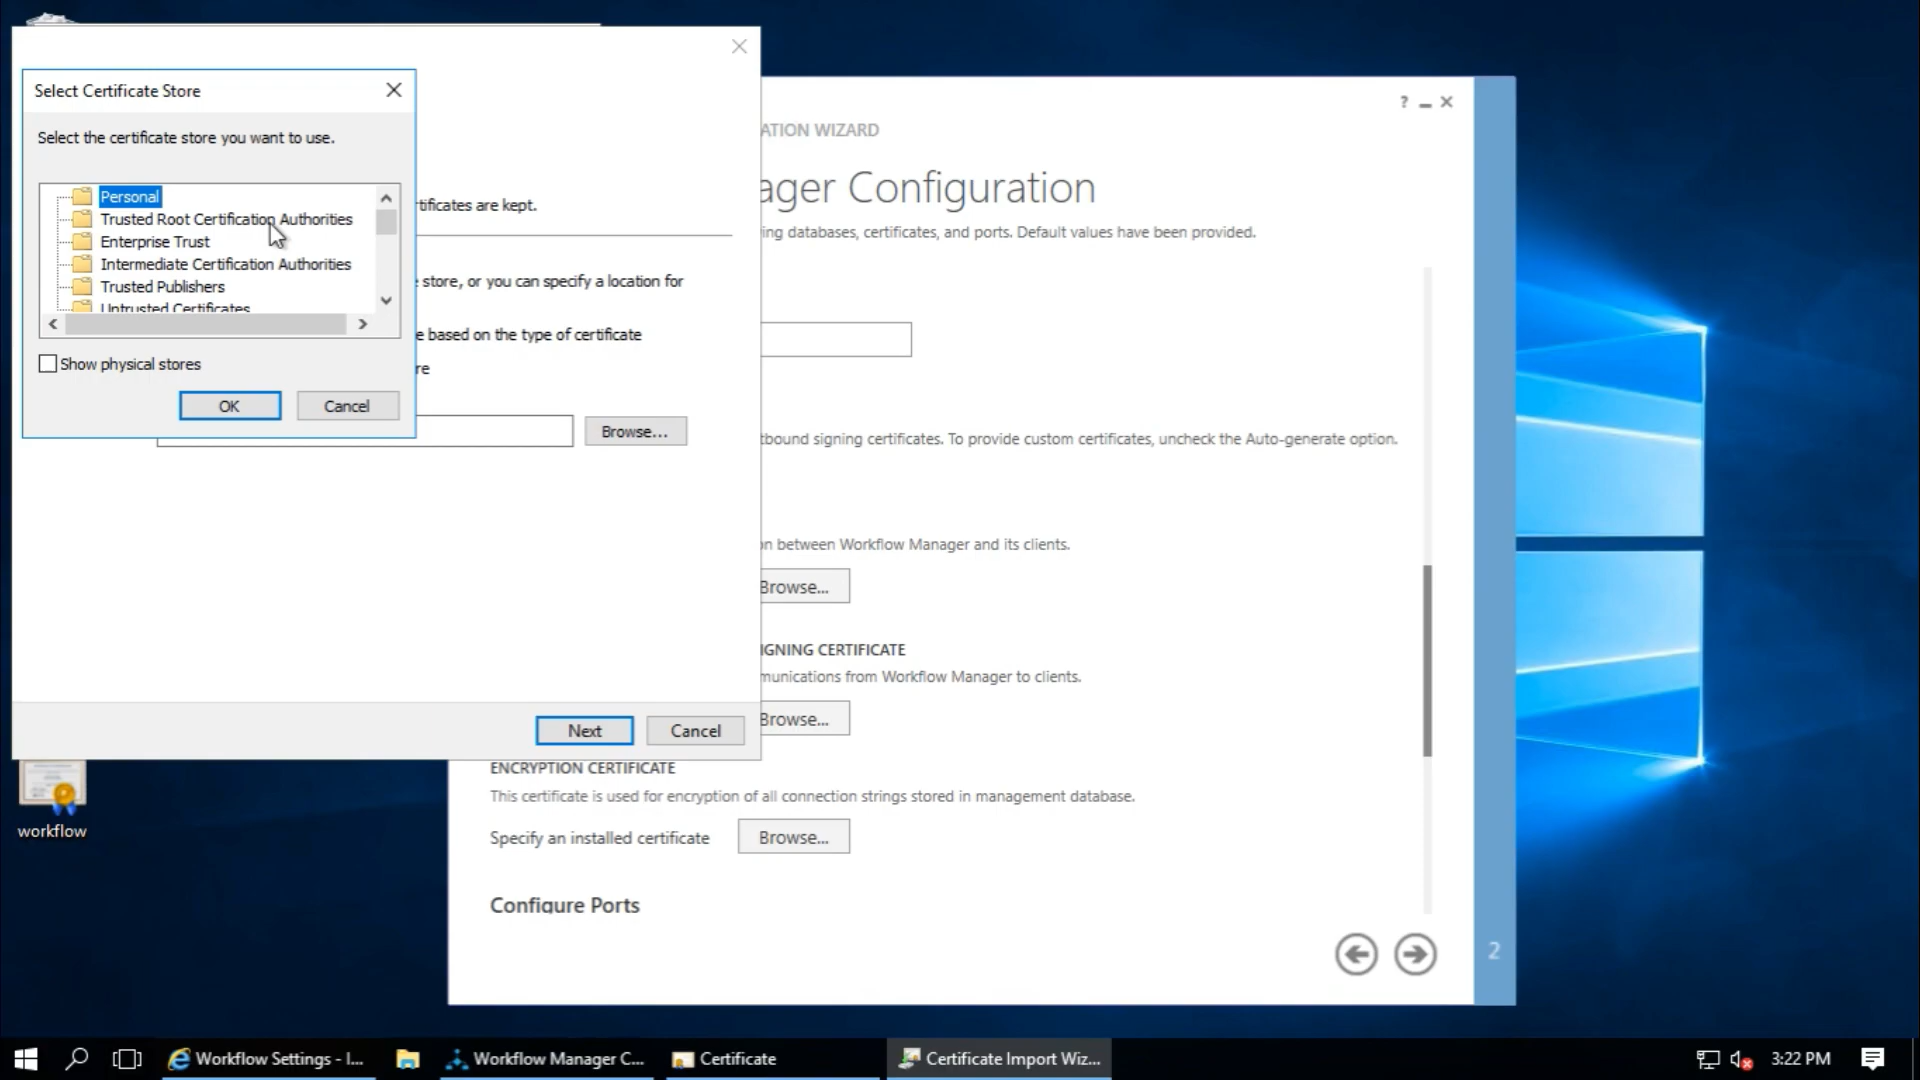 Select Certificate Store
Select the certificate store you want to use.
Personal
Trusted Root Certification Authorities
Enterprise Trust
Intermediate Certification Authorities
Trusted Publishers
Untrusted Certificates
Show physical stores
OK
Cancel
tificates are kept.
store, or you can specify a location for
e based on the type of certificate
re
Browse...
Next
Cancel
? 
ATION WIZARD
ager Configuration
ing databases, certificates, and ports. Default values have been provided.
tbound signing certificates. To provide custom certificates, uncheck the Auto-generate option.
n between Workflow Manager and its clients.
Browse...
IGNING CERTIFICATE
munications from Workflow Manager to clients.
Browse...
ENCRYPTION CERTIFICATE
This certificate is used for encryption of all connection strings stored in management database.
Specify an installed certificate
Browse...
Configure Ports
2
workflow
Workflow Settings - I...
Workflow Manager C...
Certificate
Certificate Import Wiz...
3:22 PM